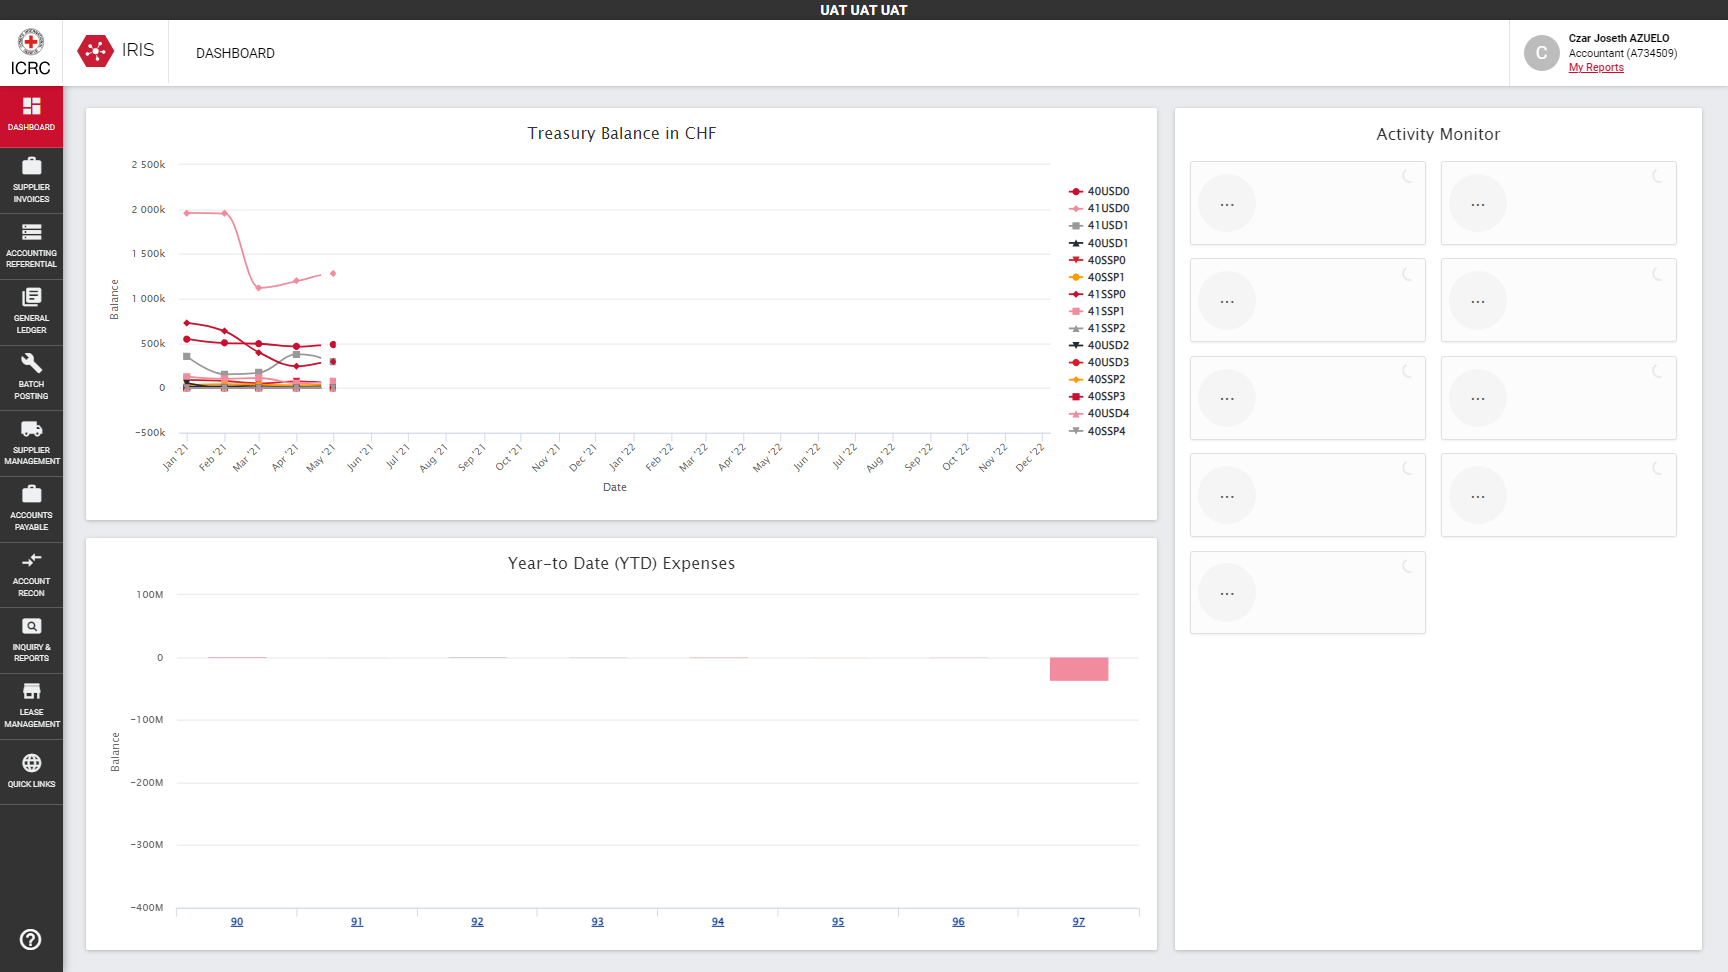 UAT UAT UAT
ICRC
IRIS
DASHBOARD
Czar Joseth AZUELO
C
Accountant (A734509)
My Reports
DASHBOARD
SUPPLIER
INVOICES
ACCOUNTING
REFERENTIAL
GENERAL
LEDGER
BATCH
POSTING
SUPPLIER
MANAGEMENT
ACCOUNTS
PAYABLE
ACCOUNT
RECON
INQUIRY &
REPORTS
LEASE
MANAGEMENT
QUICK LINKS
Treasury Balance in CHF
2 500k
2 000k
1 500k
1 000k
500k
0
−500k
Balance
Jan '21
Feb '21
Mar '21
Apr '21
May '21
Jun '21
Jul '21
Aug '21
Sep '21
Oct '21
Nov '21
Dec '21
Jan '22
Feb '22
Mar '22
Apr '22
May '22
Jun '22
Jul '22
Aug '22
Sep '22
Oct '22
Nov '22
Dec '22
Date
40USD0
41USD0
41USD1
40USD1
40SSP0
40SSP1
41SSP0
41SSP1
41SSP2
40USD2
40USD3
40SSP2
40SSP3
40USD4
40SSP4
Year-to Date (YTD) Expenses
100M
0
−100M
−200M
−300M
−400M
Balance
90
91
92
93
94
95
96
97
Activity Monitor
...
...
...
...
...
...
...
...
...